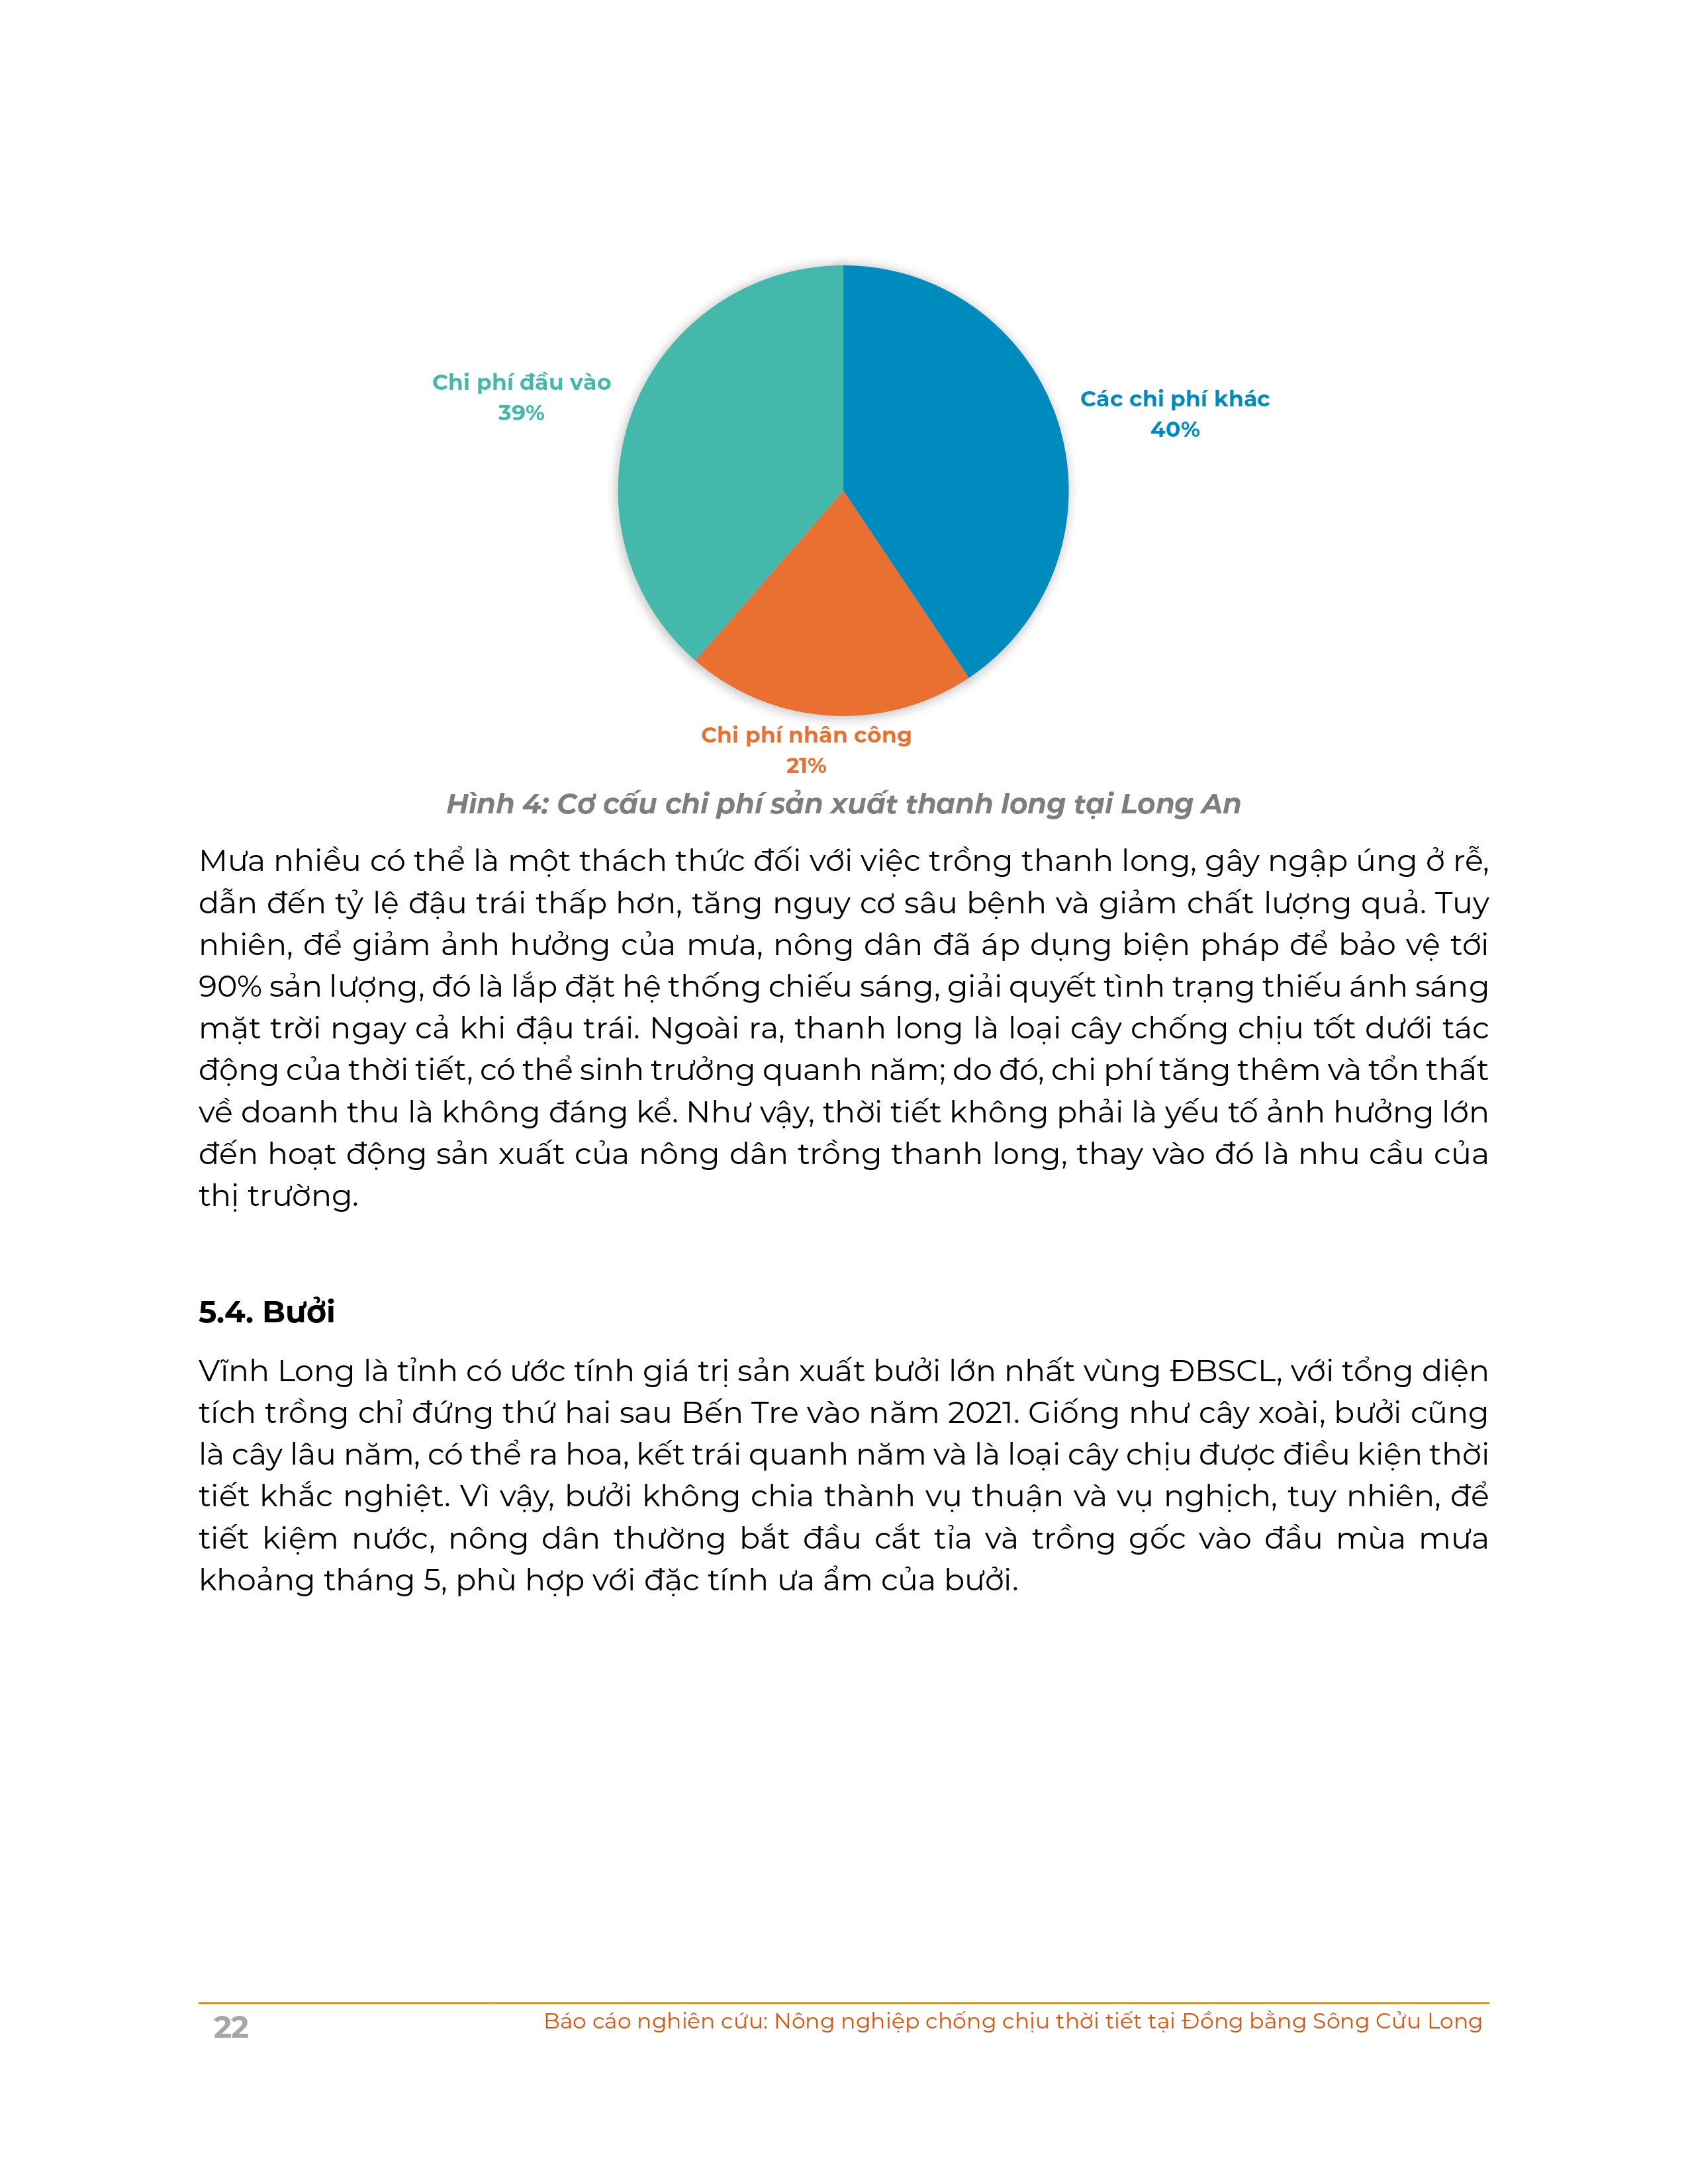 Chi phí đầu vào
39%
Các chi phí khác
40%
Chi phí nhân công
21%
Hình 4: Cơ cấu chi phí sản xuất thanh long tại Long An
Mưa nhiều có thể là một thách thức đối với việc trồng thanh long, gây ngập úng ở rễ,
dẫn đến tỷ lệ đậu trái thấp hơn, tăng nguy cơ sâu bệnh và giảm chất lượng quả. Tuy
nhiên, để giảm ảnh hưởng của mưa, nông dân đã áp dụng biện pháp để bảo vệ tới
90% sản lượng, đó là lắp đặt hệ thống chiếu sáng, giải quyết tình trạng thiếu ánh sáng
mặt trời ngay cả khi đậu trái. Ngoài ra, thanh long là loại cây chống chịu tốt dưới tác
động của thời tiết, có thể sinh trưởng quanh năm; do đó, chi phí tăng thêm và tổn thất
về doanh thu là không đáng kể. Như vậy, thời tiết không phải là yếu tố ảnh hưởng lớn
đến hoạt động sản xuất của nông dân trồng thanh long, thay vào đó là nhu cầu của
thị trường.
5.4. Bưởi
Vĩnh Long là tỉnh có ước tính giá trị sản xuất bưởi lớn nhất vùng ĐBSCL, với tổng diện
tích trồng chỉ đứng thứ hai sau Bến Tre vào năm 2021. Giống như cây xoài, bưởi cũng
là cây lâu năm, có thể ra hoa, kết trái quanh năm và là loại cây chịu được điều kiện thời
tiết khắc nghiệt. Vì vậy, bưởi không chia thành vụ thuận và vụ nghịch, tuy nhiên, để
tiết kiệm nước, nông dân thường bắt đầu cắt tỉa và trồng gốc vào đầu mùa mưa
khoảng tháng 5, phù hợp với đặc tính ưa ẩm của bưởi.
22
Báo cáo nghiên cứu: Nông nghiệp chống chịu thời tiết tại Đồng bằng Sông Cửu Long